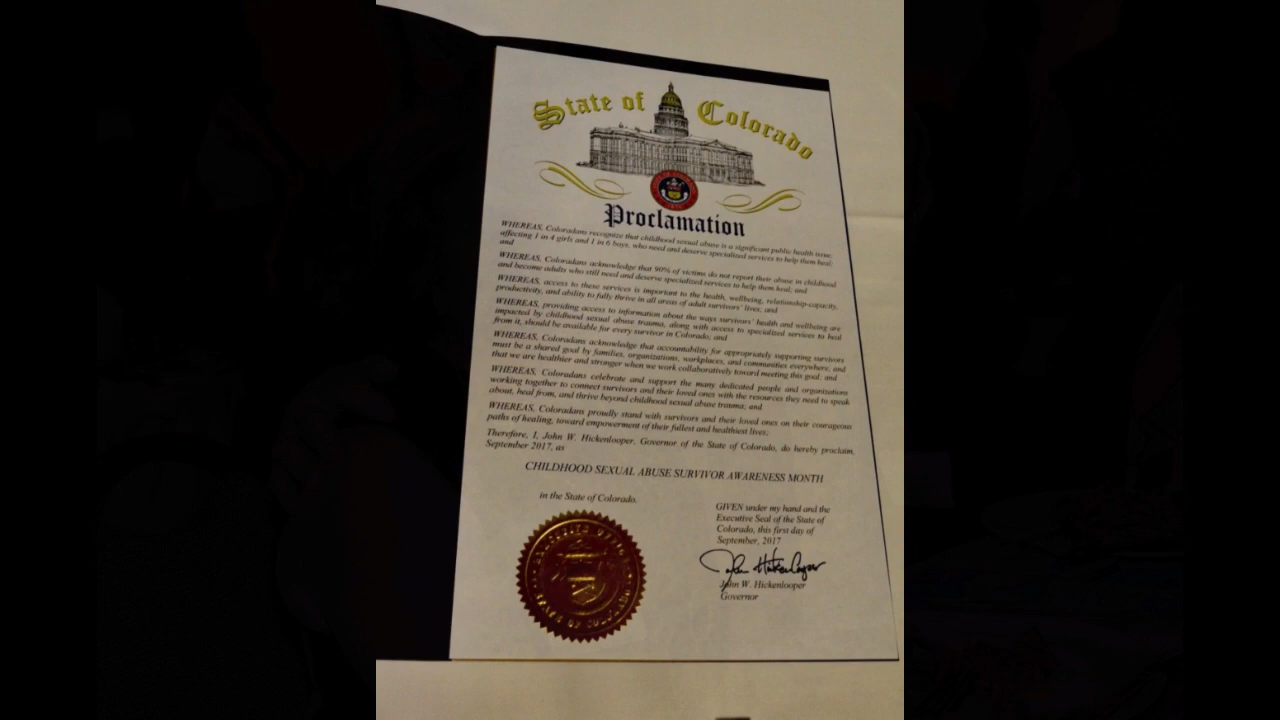 State of Colorado
Proclamation
WHEREAS, Coloradans recognize that childhood sexual abuse is a significant public health issue;
affecting 1 in 4 girls and 1 in 6 boys, who need and deserve specialized services to help them heal;
and
WHEREAS, Coloradans acknowledge that 90% of victims do not report their abuse in childhood
and become adults who still need and deserve specialized services to help them heal; and
WHEREAS, access to these services is important to the health, wellbeing, relationship-capacity,
productivity, and ability to fully thrive in all areas of adult survivors' lives; and
WHEREAS, providing access to information about the ways survivors' health and wellbeing are
impacted by childhood sexual abuse trauma, along with access to specialized services to heal
from it, should be available for every survivor in Colorado; and
WHEREAS, Coloradans acknowledge that accountability for appropriately supporting survivors
must be a shared goal by families, organizations, workplaces, and communities everywhere, and
that we are healthier and stronger when we work collaboratively toward meeting this goal; and
WHEREAS, Coloradans celebrate and support the many dedicated people and organizations
working together to connect survivors and their loved ones with the resources they need to speak
about, heal from, and thrive beyond childhood sexual abuse trauma; and
WHEREAS, Coloradans proudly stand with survivors and their loved ones on their courageous
paths of healing, toward empowerment of their fullest and healthiest lives;
Therefore, I, John W. Hickenlooper, Governor of the State of Colorado, do hereby proclaim,
September 2017, as
CHILDHOOD SEXUAL ABUSE SURVIVOR AWARENESS MONTH
in the State of Colorado.
GIVEN under my hand and the
Executive Seal of the State of
Colorado, this first day of
September, 2017
John Hickenlooper
John W. Hickenlooper
Governor
STATE OF COLORADO